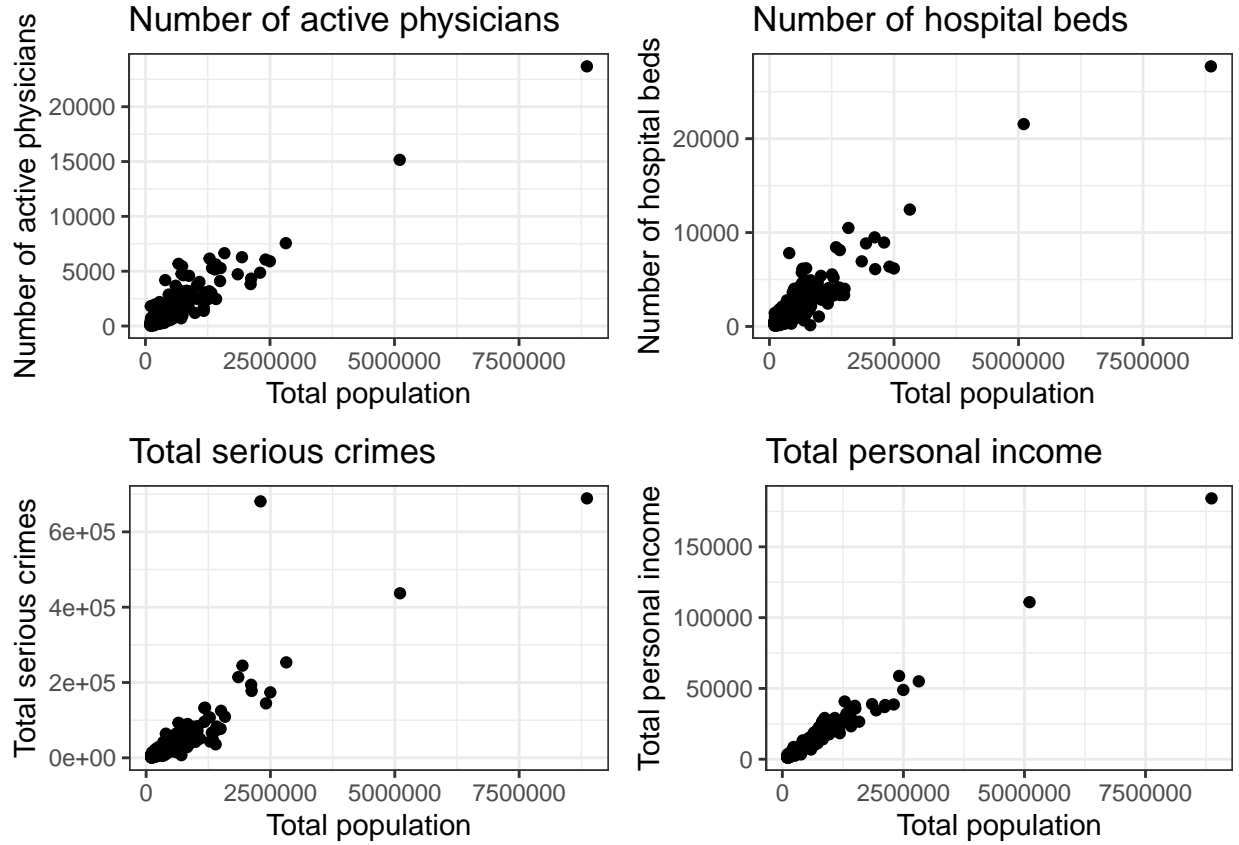 Number of active physicians
Number of active physicians
20000
15000
10000
5000
0
0
2500000
5000000
7500000
Total population
Number of hospital beds
Number of hospital beds
20000
10000
0
0
2500000
5000000
7500000
Total population
Total serious crimes
Total serious crimes
6e+05
4e+05
2e+05
0e+00
0
2500000
5000000
7500000
Total population
Total personal income
Total personal income
150000
100000
50000
0
0
2500000
5000000
7500000
Total population